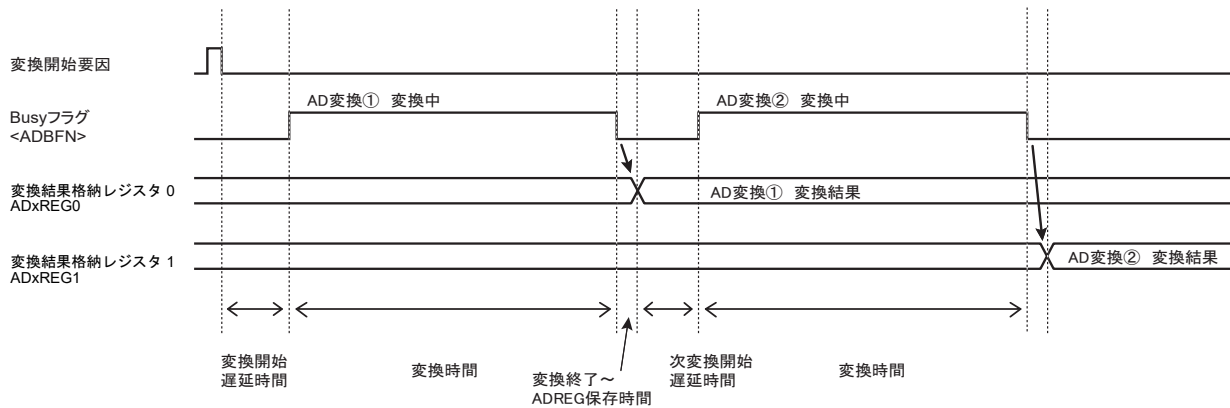 変換開始要因
AD変換① 変換中
AD変換② 変換中
Busyフラグ
<ADBFN>
変換結果格納レジスタ 0
ADxREG0
AD変換① 変換結果
変換結果格納レジスタ 1
ADxREG1
AD変換② 変換結果
変換開始
遅延時間
変換時間
変換終了～
ADREG保存時間
次変換開始
遅延時間
変換時間